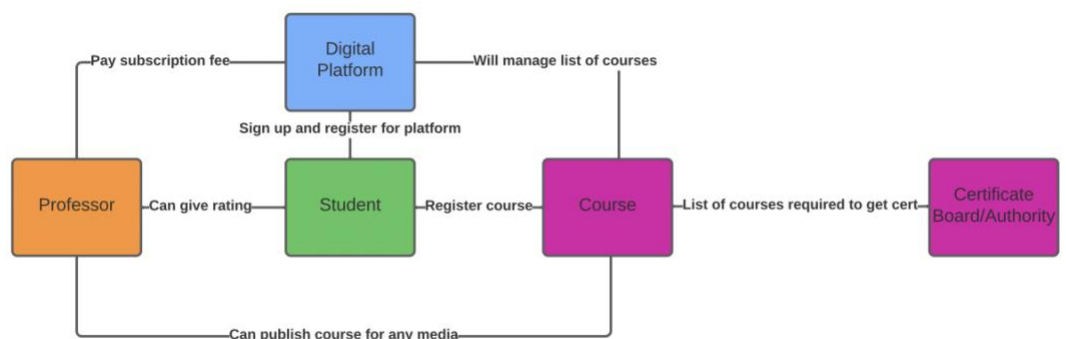 Digital
Platform
Pay subscription fee
Will manage list of courses
Sign up and register for platform
Professor
Can give rating
Student
Register course
Course
List of courses required to get cert
Certificate
Board/Authority
Can publish course for any media